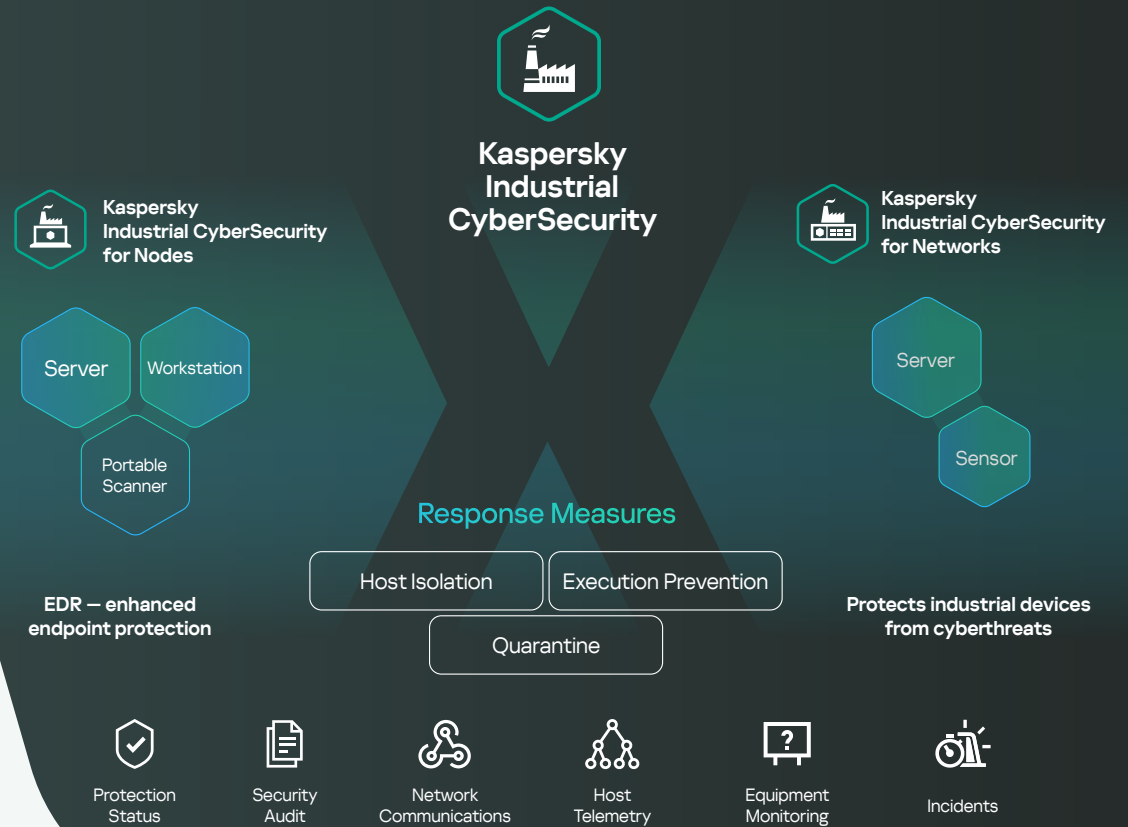 Kaspersky
Industrial
CyberSecurity
Kaspersky
Industrial CyberSecurity
for Nodes
Kaspersky
Industrial CyberSecurity
for Networks
Server
Workstation
Portable
Scanner
Server
Sensor
Response Measures
Host Isolation
Execution Prevention
Quarantine
EDR — enhanced
endpoint protection
Protects industrial devices
from cyberthreats
Protection
Status
Security
Audit
Network
Communications
Host
Telemetry
?
Equipment
Monitoring
Incidents